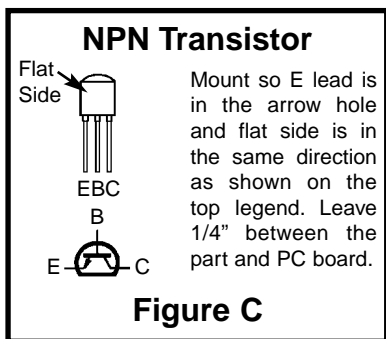 NPN Transistor
Flat
Side
Mount so E lead is
in the arrow hole
and flat side is in
the same direction
as shown on the
top legend. Leave
1/4” between the
part and PC board.
EBC
B
E
C
Figure C